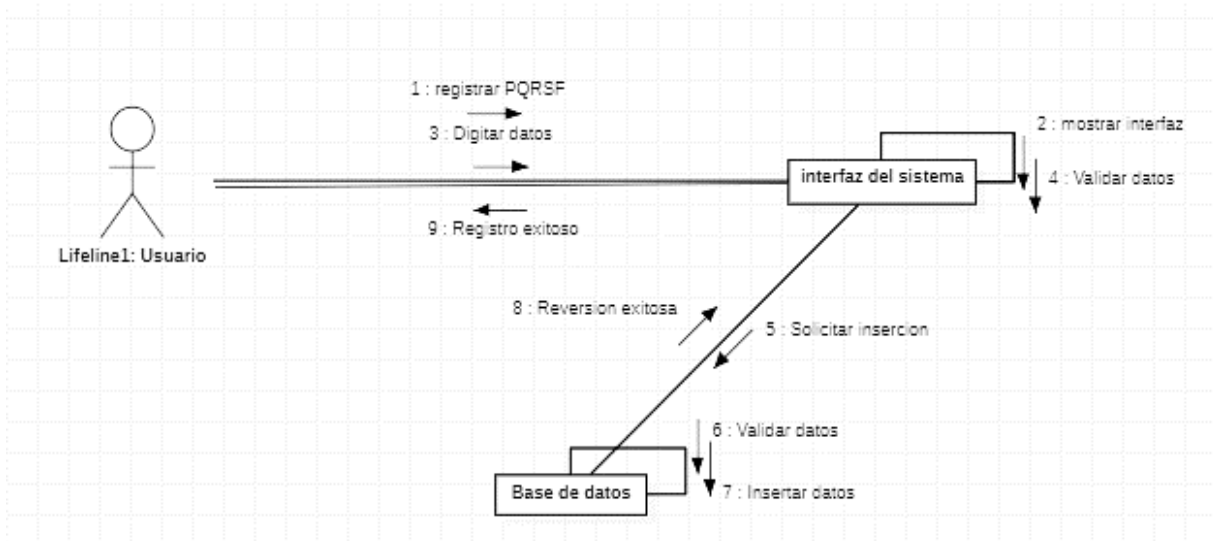 1 : registrar PQRSF
3 : Digitar datos
2 : mostrar interfaz
interfaz del sistema
4 : Validar datos
9 : Registro exitoso
Lifeline1: Usuario
8 : Reversion exitosa
5 : Solicitar insercion
6 : Validar datos
Base de datos
7 : Insertar datos